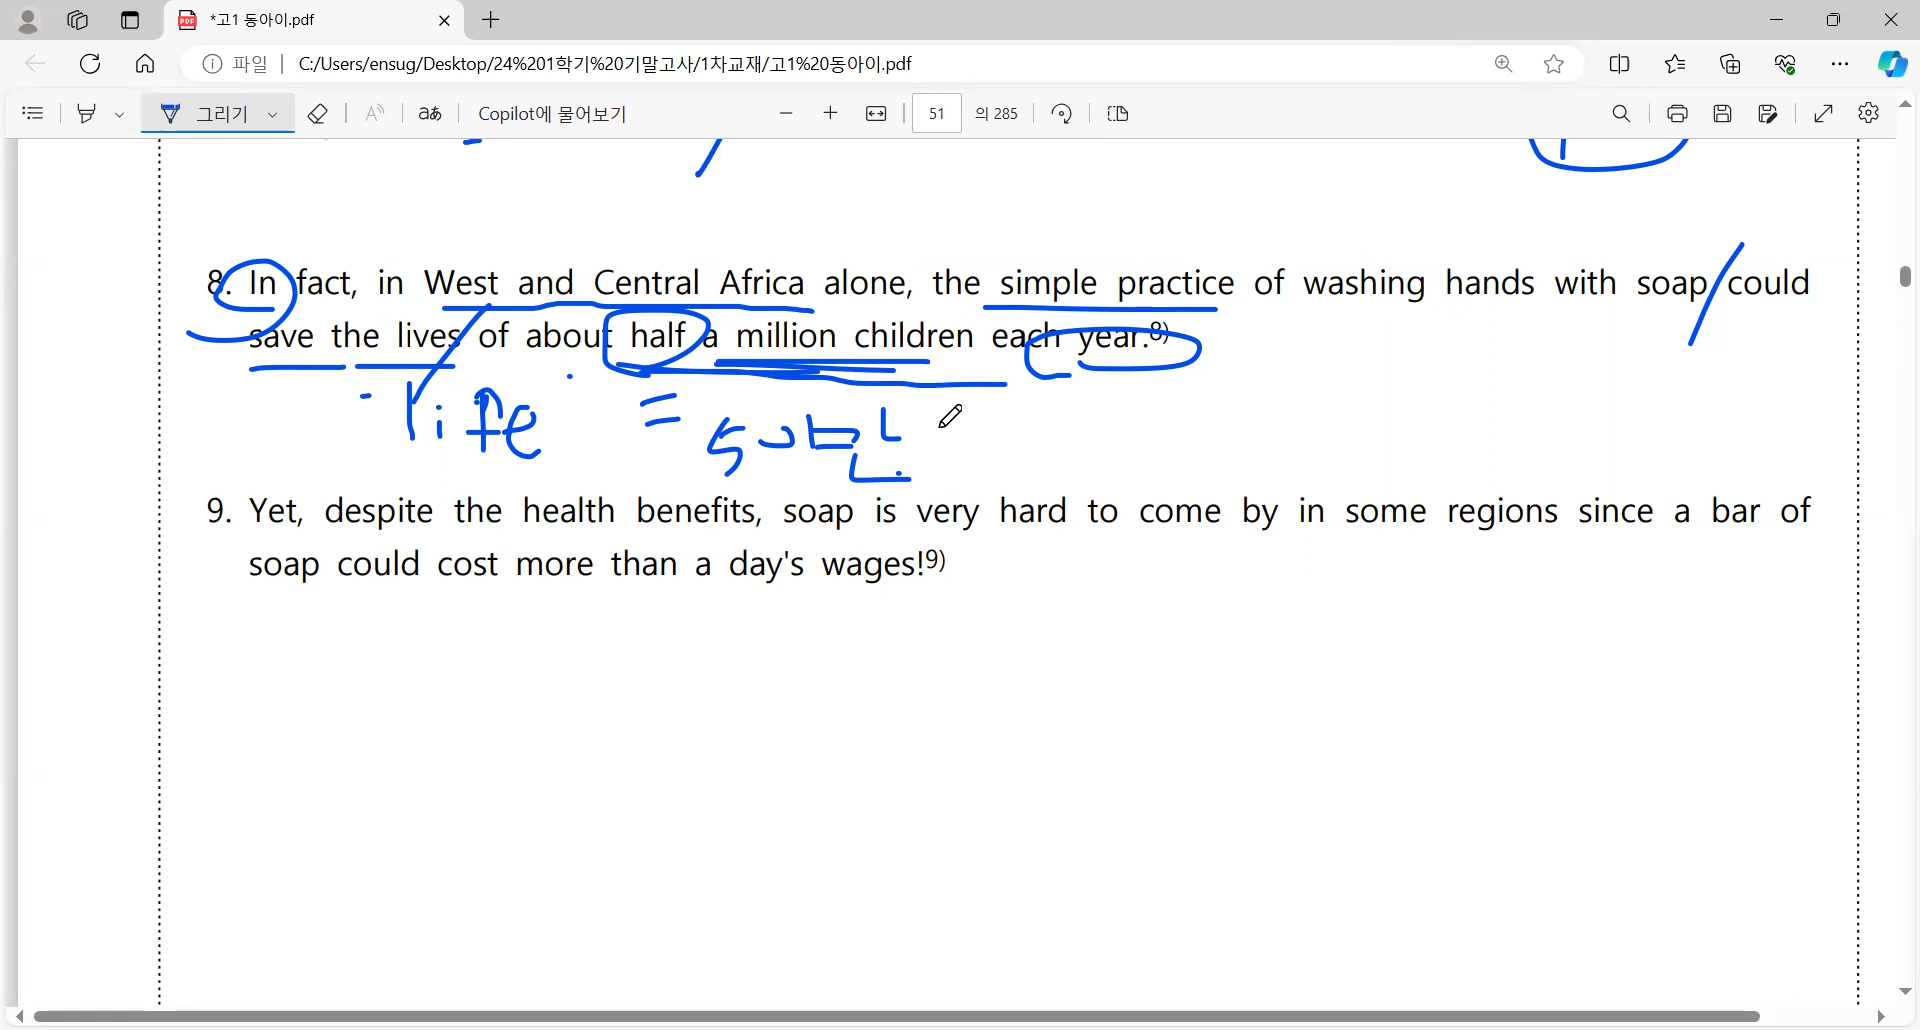 *고1 동아이.pdf
파일 C:/Users/ensug/Desktop/24%201학기%20기말고사/1차교재/고1%20동아이.pdf
그리기 aあ Copilot에 물어보기 51 의 285
8. In fact, in West and Central Africa alone, the simple practice of washing hands with soap could
save the lives of about half a million children each year.8)
life = 50만
9. Yet, despite the health benefits, soap is very hard to come by in some regions since a bar of
soap could cost more than a day's wages!9)